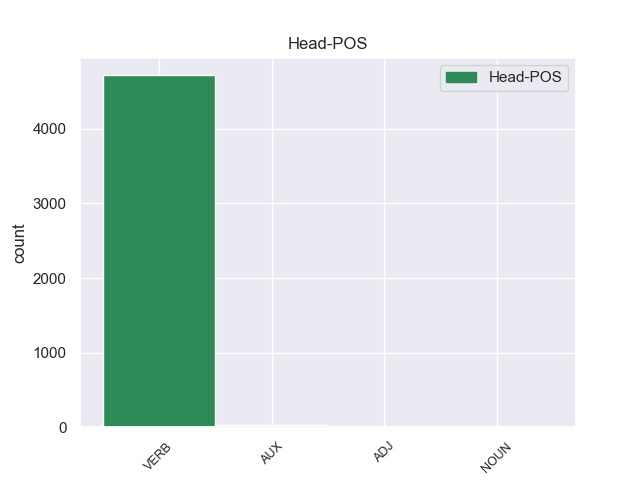 Head-POS
Head-POS
4000
3000
2000
1000
0
count
VERB
AUX
ADJ
NOUN